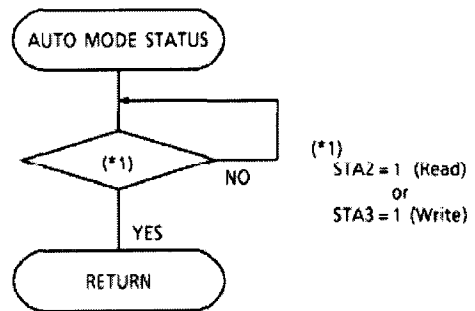 AUTO MODE STATUS
(*1)
NO
YES
RETURN
(*1)
STA2 = 1 (Read)
or
STA3 = 1 (Write)